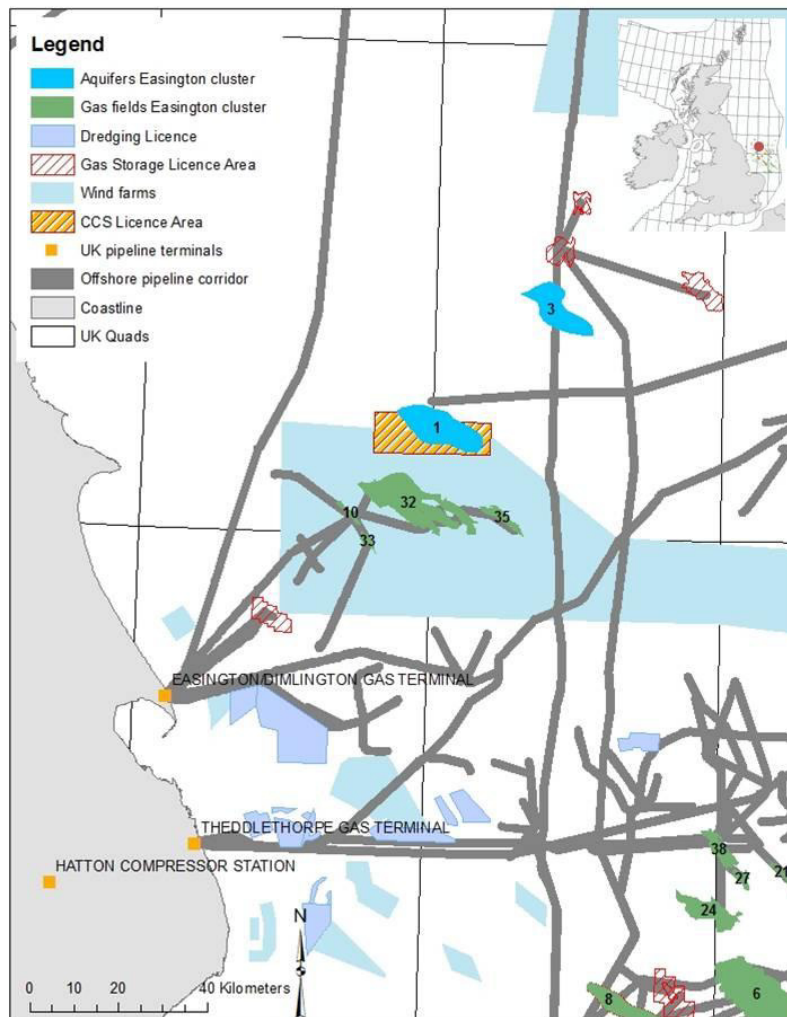 Legend
Aquifers Easington cluster
Gas fields Easington cluster
Dredging Licence
Gas Storage Licence Area
Wind farms
CCS Licence Area
UK pipeline terminals
Offshore pipeline corridor
Coastline
UK Quads
3
1
32
10
35
33
EASINGTON/DIMLINGTON GAS TERMINAL
THEDDLETHORPE GAS TERMINAL
HATTON COMPRESSOR STATION
38
27
21
24
N
0 10 20 40 Kilometers
8
6